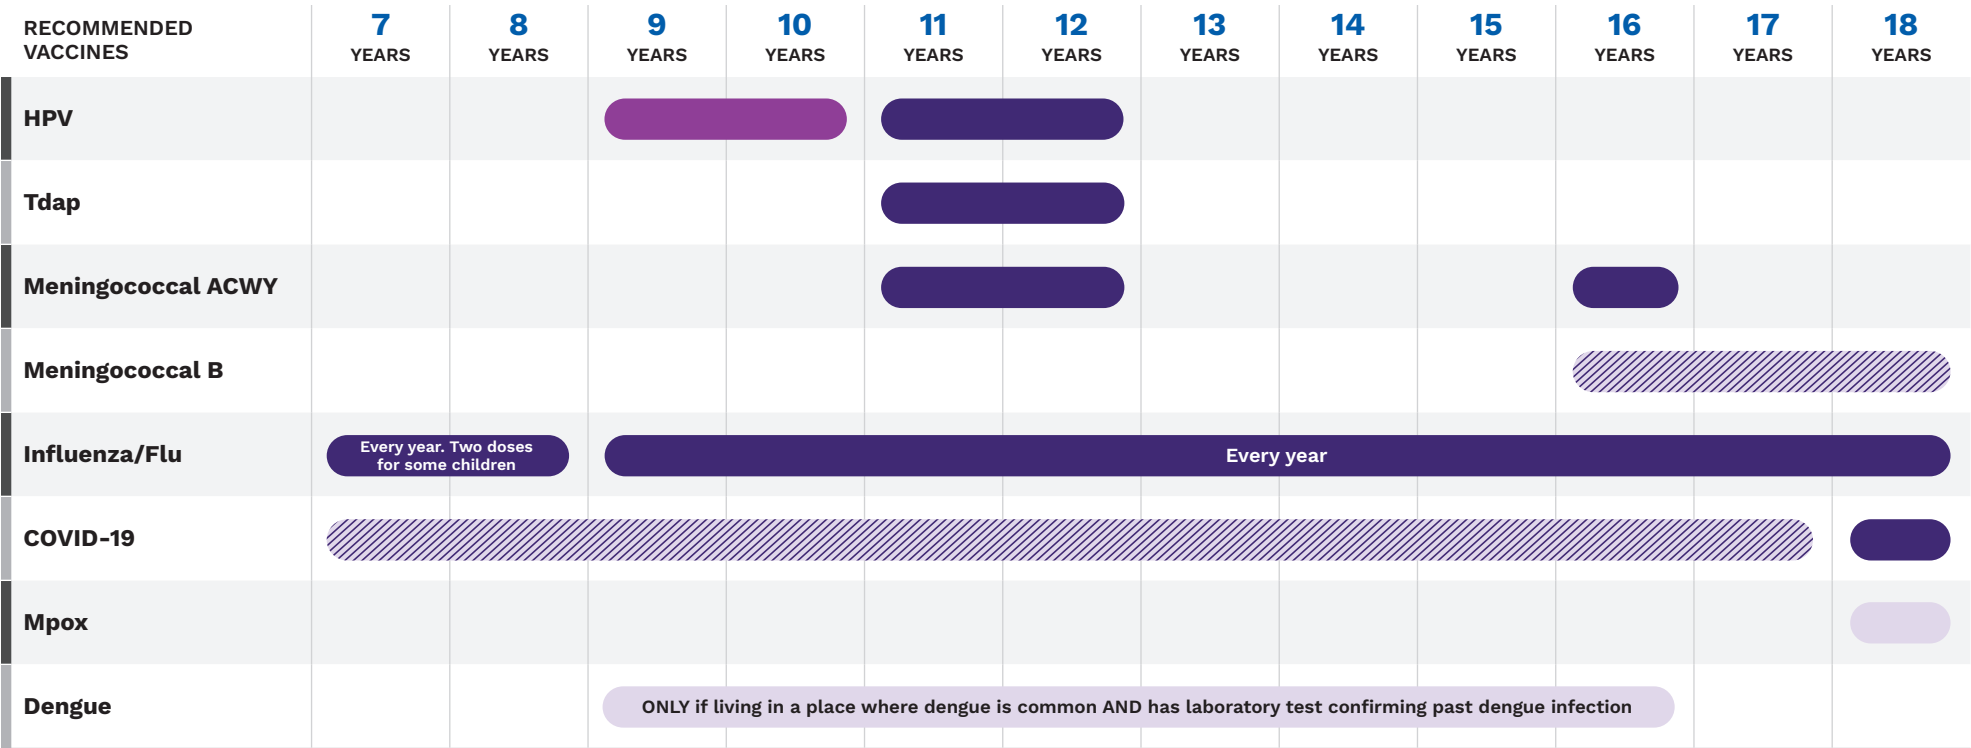 RECOMMENDED
VACCINES
7
YEARS
8
YEARS
9
YEARS
10
YEARS
11
YEARS
12
YEARS
13
YEARS
14
YEARS
15
YEARS
16
YEARS
17
YEARS
18
YEARS
HPV
Tdap
Meningococcal ACWY
Meningococcal B
Influenza/Flu
Every year. Two doses
for some children
Every year
COVID-19
Mpox
Dengue
ONLY if living in a place where dengue is common AND has laboratory test confirming past dengue infection